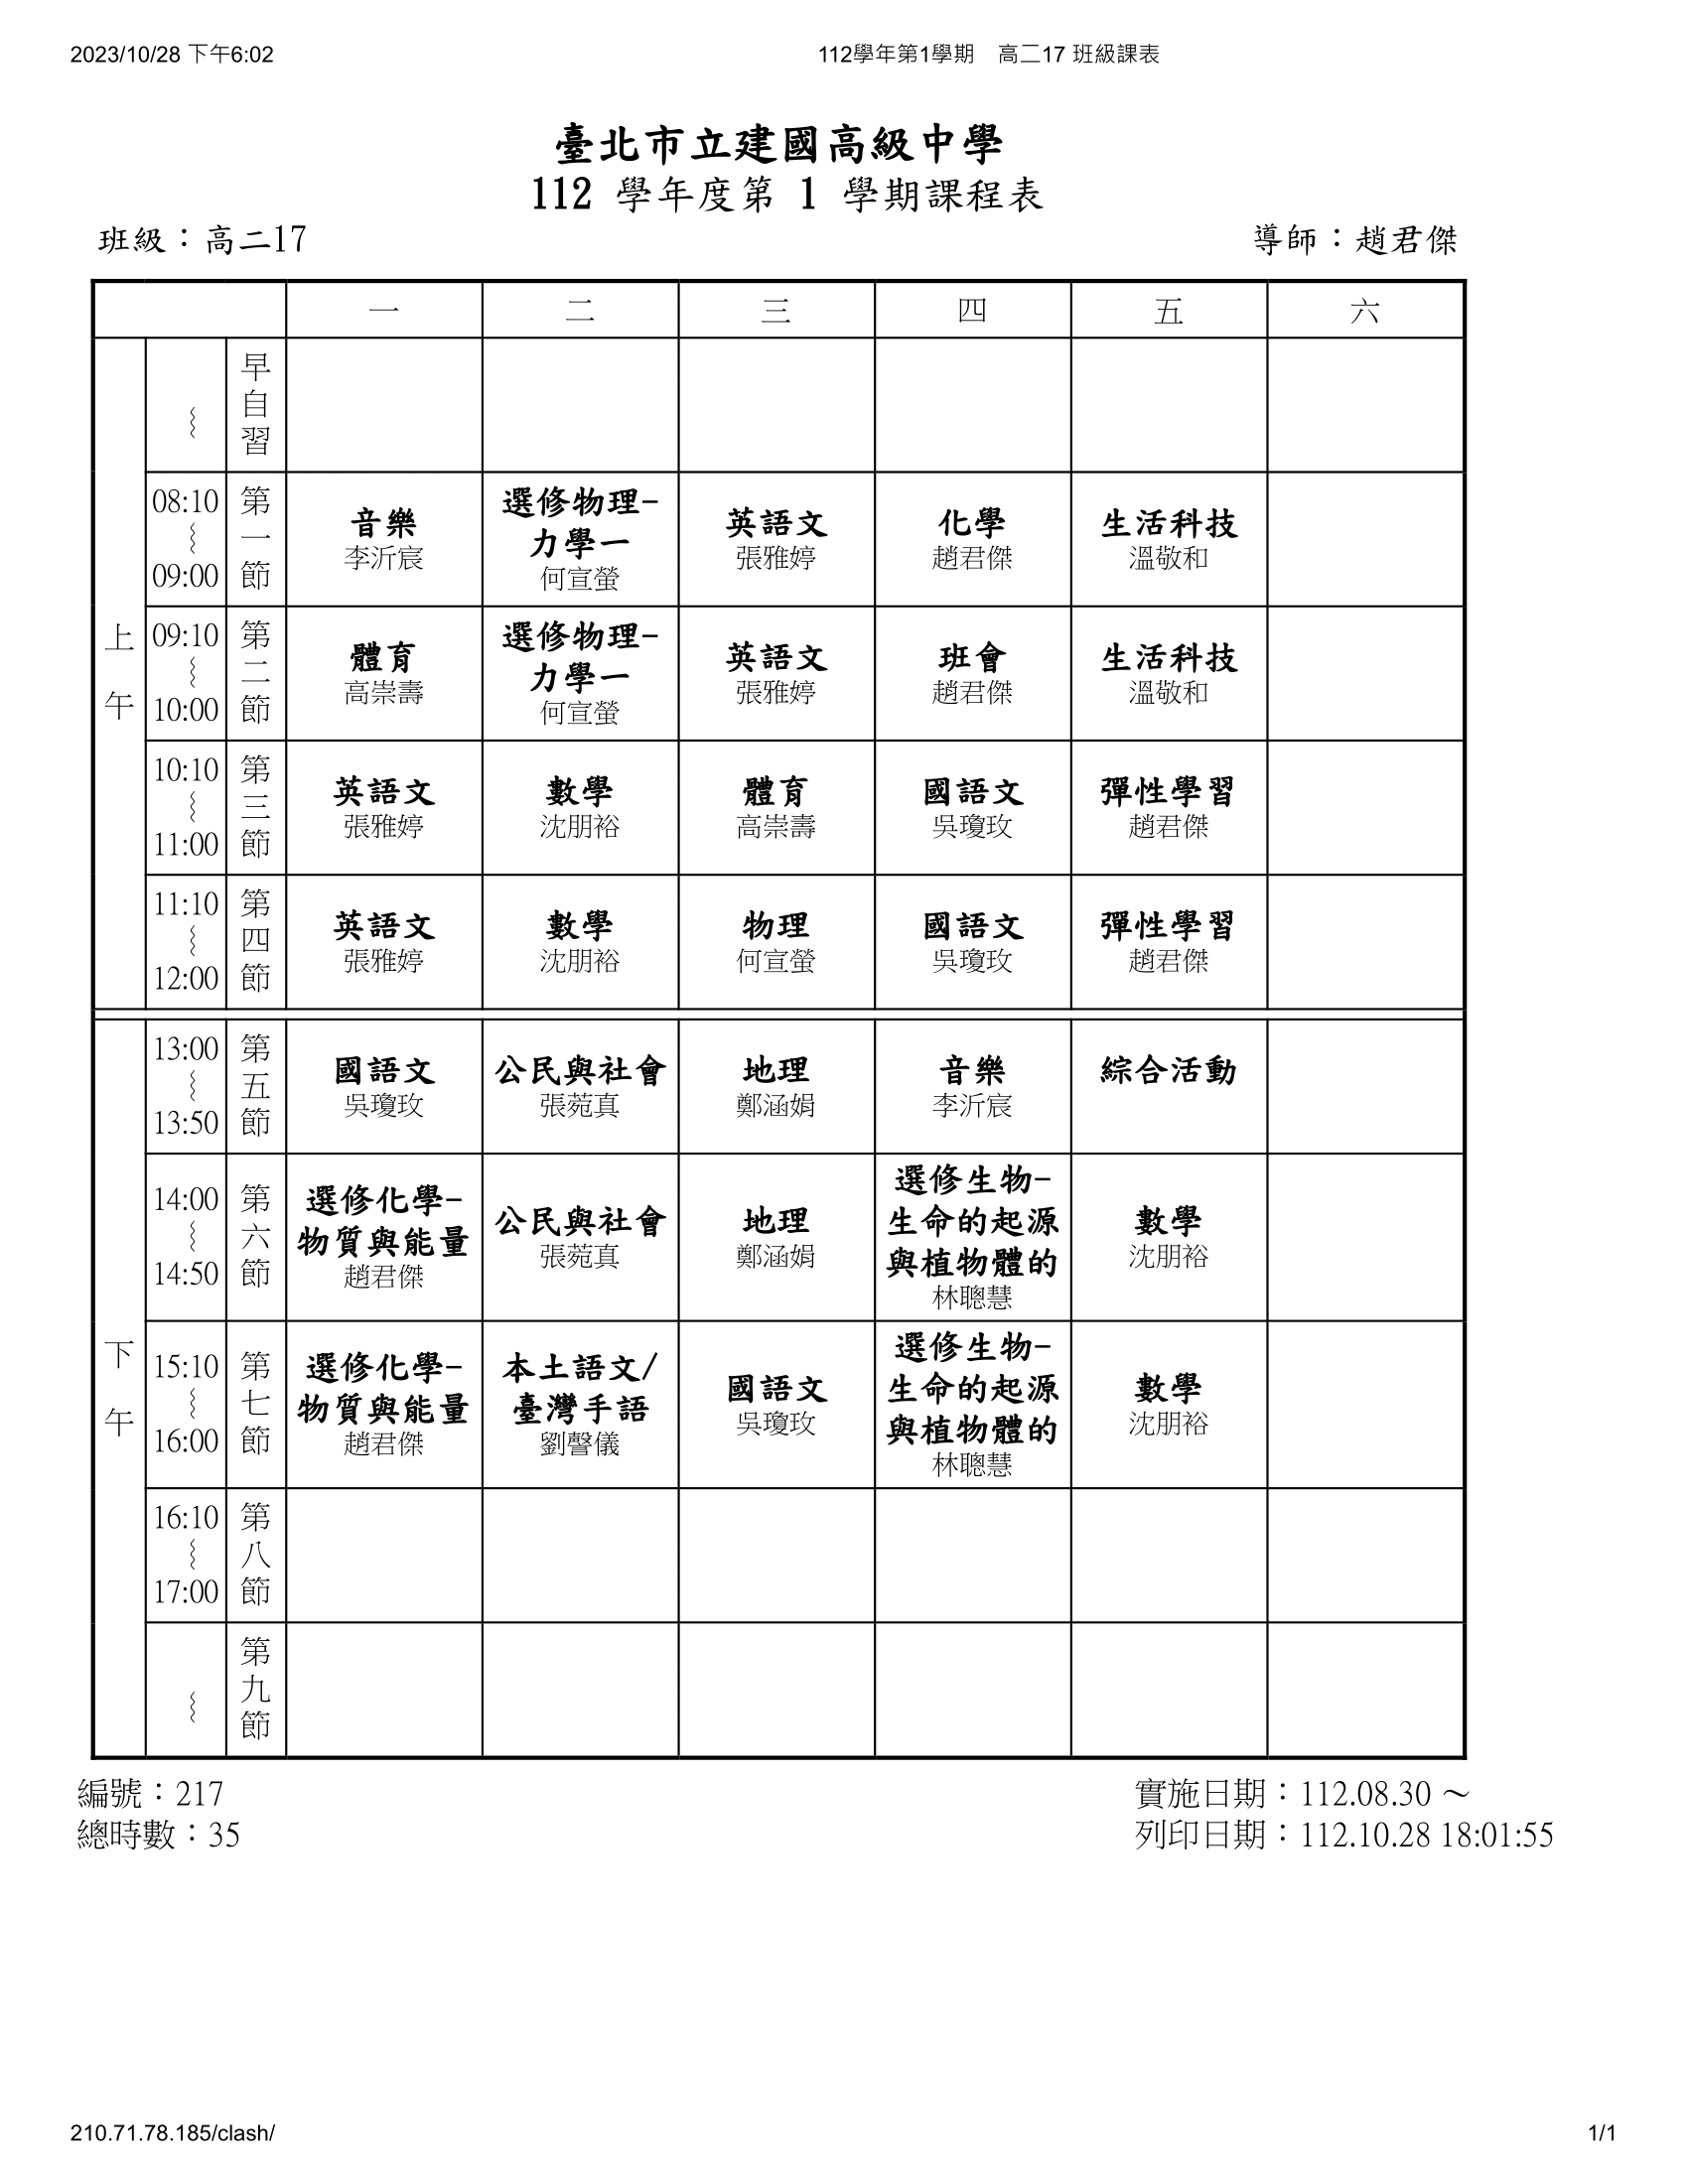 2023/10/28 下午6:02 112學年第1學期 高二17 班級課表
臺北市立建國高級中學
112 學年度第 1 學期課程表
班級：高二17 導師：趙君傑
一 二 三 四 五 六
上午
早自習 ~
08:10 ~ 09:00 第一節
音樂 李沂宸
選修物理-力學一 何宣螢
英語文 張雅婷
化學 趙君傑
生活科技 溫敬和
09:10 ~ 10:00 第二節
體育 高崇壽
選修物理-力學一 何宣螢
英語文 張雅婷
班會 趙君傑
生活科技 溫敬和
10:10 ~ 11:00 第三節
英語文 張雅婷
數學 沈朋裕
體育 高崇壽
國語文 吳瓊玫
彈性學習 趙君傑
11:10 ~ 12:00 第四節
英語文 張雅婷
數學 沈朋裕
物理 何宣螢
國語文 吳瓊玫
彈性學習 趙君傑
下午
13:00 ~ 13:50 第五節
國語文 吳瓊玫
公民與社會 張菀真
地理 鄭涵娟
音樂 李沂宸
綜合活動
14:00 ~ 14:50 第六節
選修化學-物質與能量 趙君傑
公民與社會 張菀真
地理 鄭涵娟
選修生物-生命的起源與植物體的 林聰慧
數學 沈朋裕
15:10 ~ 16:00 第七節
選修化學-物質與能量 趙君傑
本土語文/臺灣手語 劉謦儀
國語文 吳瓊玫
選修生物-生命的起源與植物體的 林聰慧
數學 沈朋裕
16:10 ~ 17:00 第八節
~ 第九節
編號：217 實施日期：112.08.30 ～
總時數：35 列印日期：112.10.28 18:01:55
210.71.78.185/clash/ 1/1